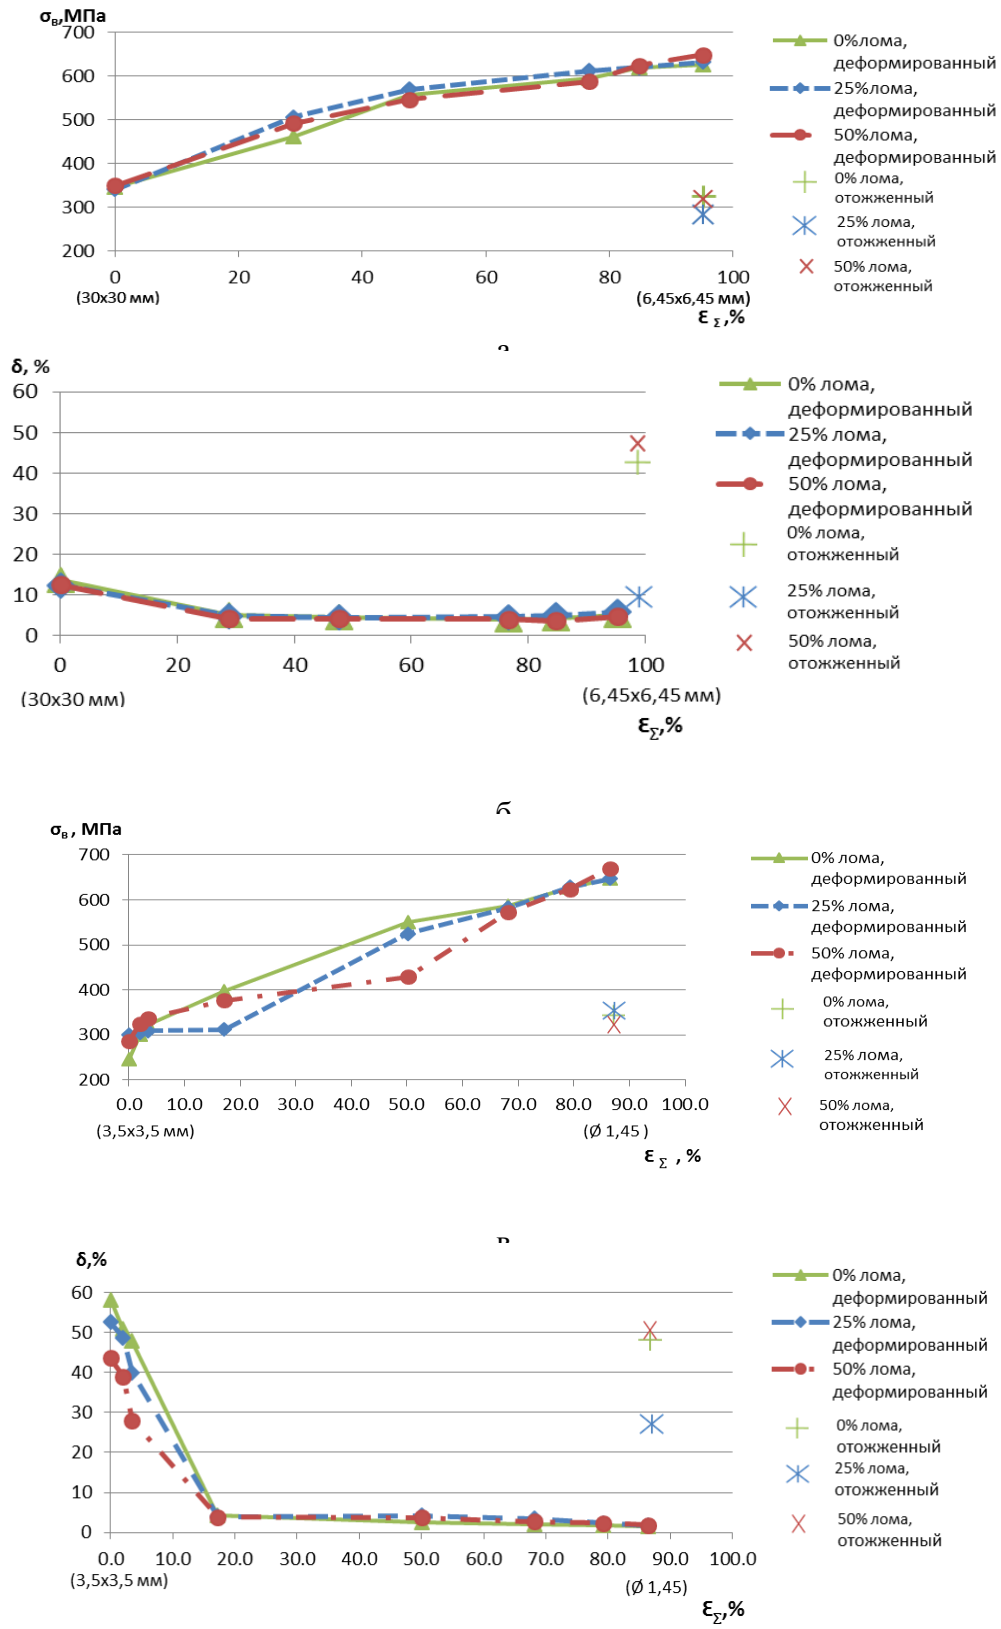 σв,МПа
700
600
500
400
300
200
0
20
40
60
80
100
(30х30 мм)
(6,45х6,45 мм)
Ɛ Σ ,%
0%лома,
деформированный
25%лома,
деформированный
50%лома,
деформированный
0% лома,
отожженный
25% лома,
отожженный
50% лома,
отожженный
δ, %
60
50
40
30
20
10
0
0
20
40
60
80
100
(30х30 мм)
(6,45х6,45 мм)
ƐΣ,%
0% лома,
деформированный
25% лома,
деформированный
50% лома,
деформированный
0% лома,
отожженный
25% лома,
отожженный
50% лома,
отожженный
б
σв , МПа
700
600
500
400
300
200
0.0
10.0
20.0
30.0
40.0
50.0
60.0
70.0
80.0
90.0
100.0
(3,5х3,5 мм)
(Ø 1,45 )
Ɛ Σ , %
0% лома,
деформированный
25% лома,
деформированный
50% лома,
деформированный
0% лома,
отожженный
25% лома,
отожженный
50% лома,
отожженный
δ,%
60
50
40
30
20
10
0
0.0
10.0
20.0
30.0
40.0
50.0
60.0
70.0
80.0
90.0
100.0
(3,5х3,5 мм)
(Ø 1,45)
ƐΣ,%
0% лома,
деформированный
25% лома,
деформированный
50% лома,
деформированный
0% лома,
отожженный
25% лома,
отожженный
50% лома,
отожженный